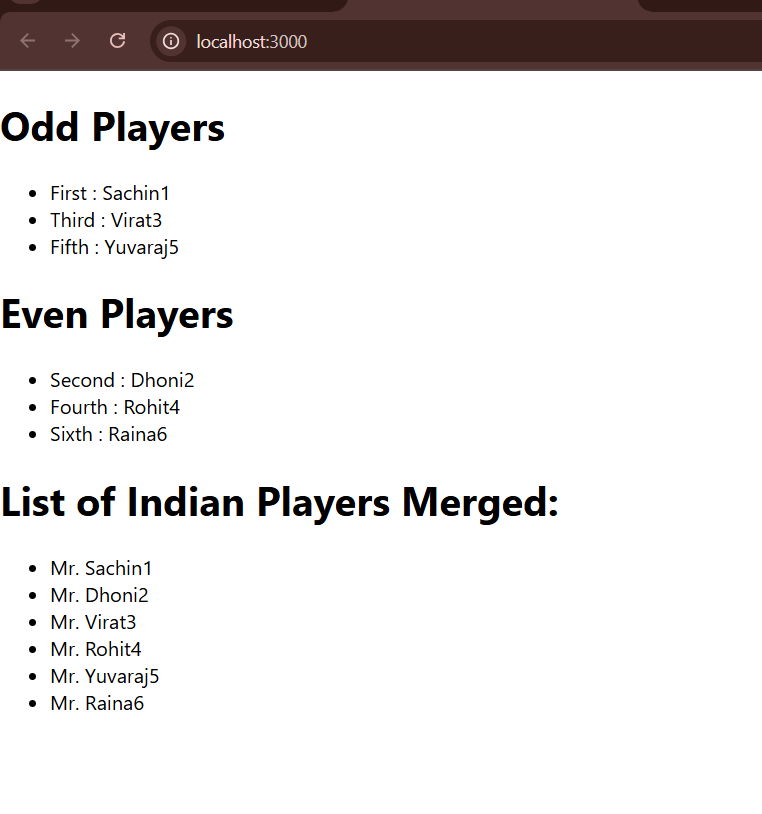 localhost:3000
Odd Players
First : Sachin1
Third : Virat3
Fifth : Yuvaraj5
Even Players
Second : Dhoni2
Fourth : Rohit4
Sixth : Raina6
List of Indian Players Merged:
Mr. Sachin1
Mr. Dhoni2
Mr. Virat3
Mr. Rohit4
Mr. Yuvaraj5
Mr. Raina6